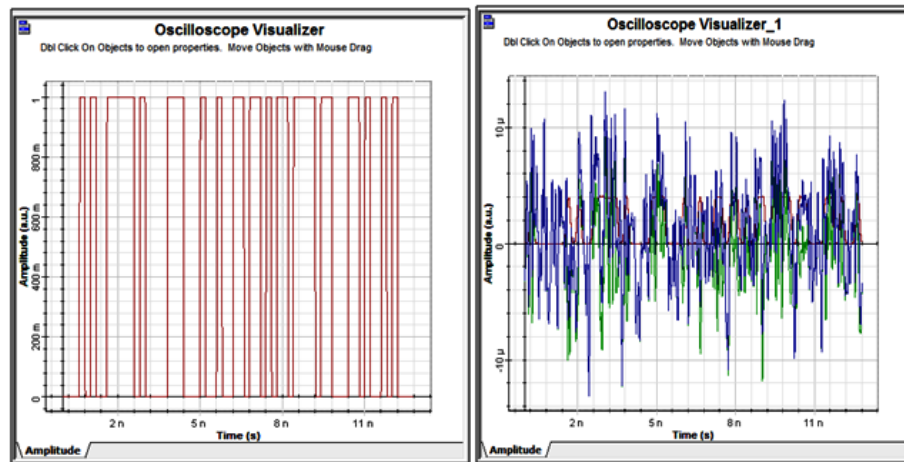 Oscilloscope Visualizer
Dbl Click On Objects to open properties. Move Objects with Mouse Drag
Amplitude (a.u.)
1
800 m
600 m
400 m
200 m
0
2 n
5 n
8 n
11 n
Time (s)
Amplitude
Oscilloscope Visualizer_1
Dbl Click On Objects to open properties. Move Objects with Mouse Drag
Amplitude (a.u.)
10 µ
0
-10 µ
2 n
5 n
8 n
11 n
Time (s)
Amplitude